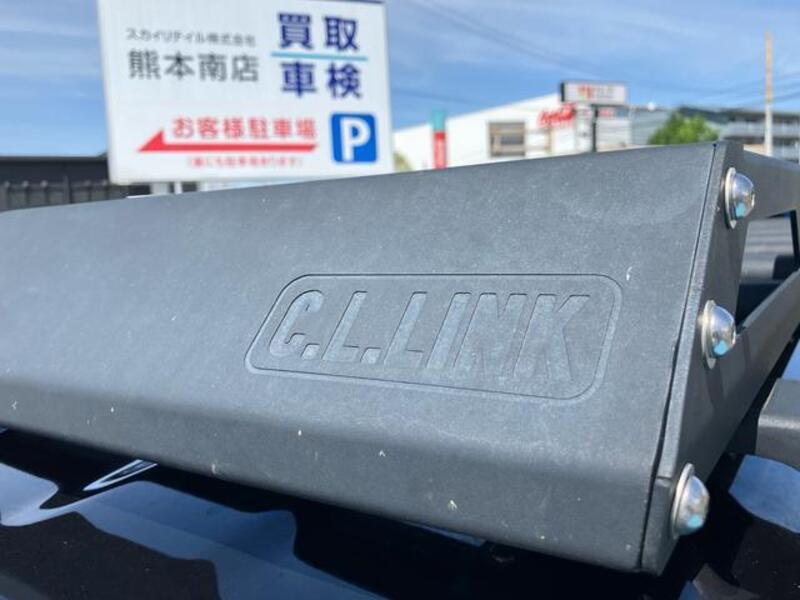 スカイリテイル株式会社
熊本南店
買取
車検
お客様駐車場
P
C.L.LINK